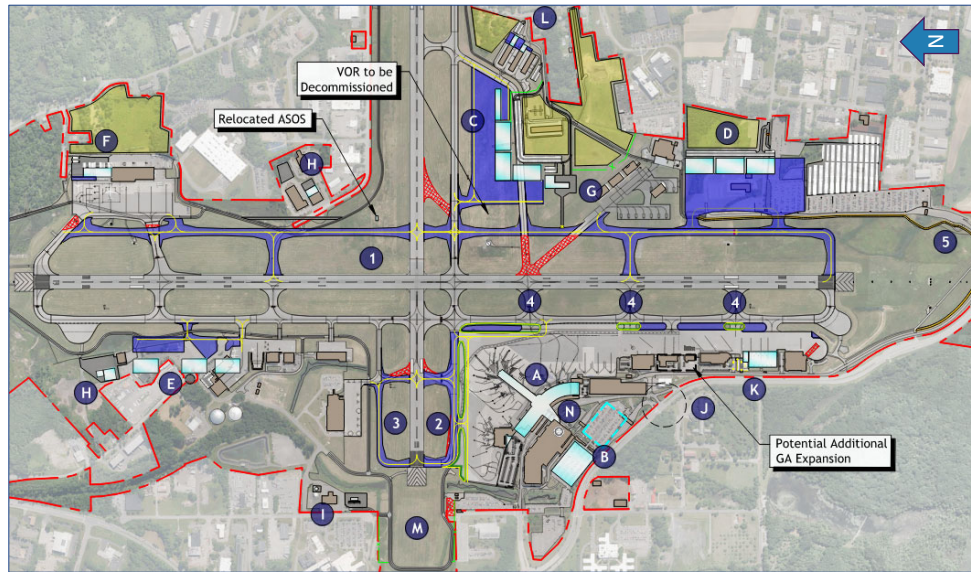 L
N
VOR to be
Decommissioned
C
Relocated ASOS
D
F
H
G
1
5
4
4
4
A
H
E
K
J
N
3
2
B
Potential Additional
GA Expansion
I
M